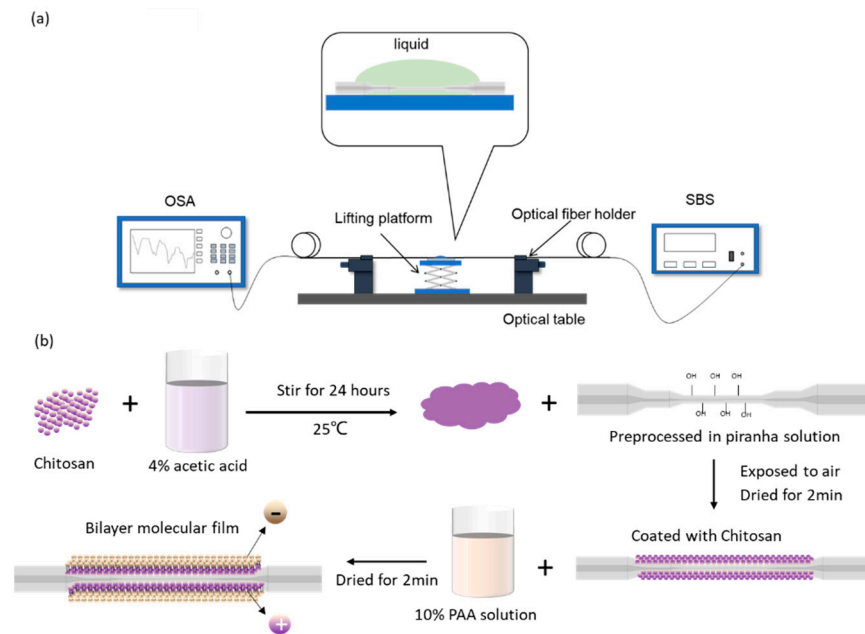 (a)
liquid
OSA
SBS
Lifting platform
Optical fiber holder
Optical table
(b)
+
Stir for 24 hours
25℃
+
OH OH OH
OH OH OH
Chitosan
4% acetic acid
Preprocessed in piranha solution
Exposed to air
Dried for 2min
Coated with Chitosan
+
10% PAA solution
Dried for 2min
Bilayer molecular film
-
+